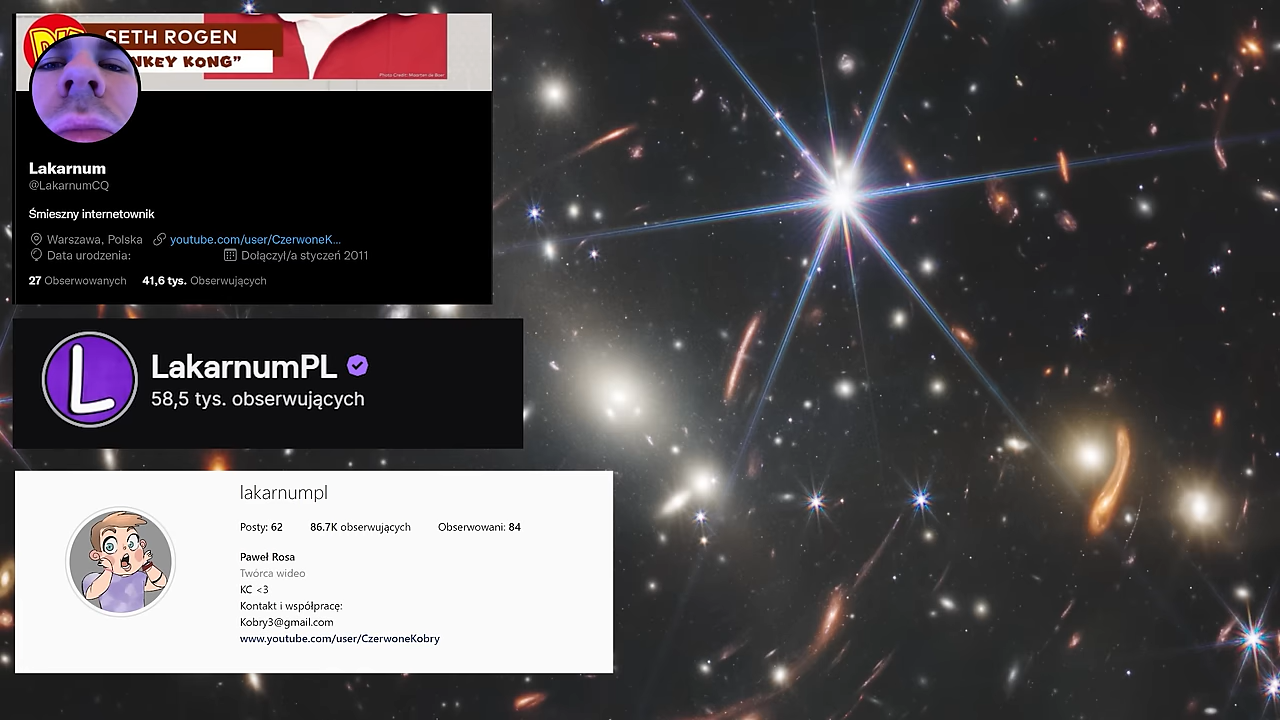 SETH ROGEN
NKEY KONG"
Photo Credit: Maarten de Boer
Lakarnum
@LakarnumCQ
Śmieszny internetownik
Warszawa, Polska youtube.com/user/CzerwoneK...
Data urodzenia: Dołączył/a styczeń 2011
27 Obserwowanych 41,6 tys. Obserwujących
L
LakarnumPL
58,5 tys. obserwujących
lakarnumpl
Posty: 62 86.7K obserwujących Obserwowani: 84
Paweł Rosa
Twórca wideo
KC <3
Kontakt i współpracę:
Kobry3@gmail.com
www.youtube.com/user/CzerwoneKobry